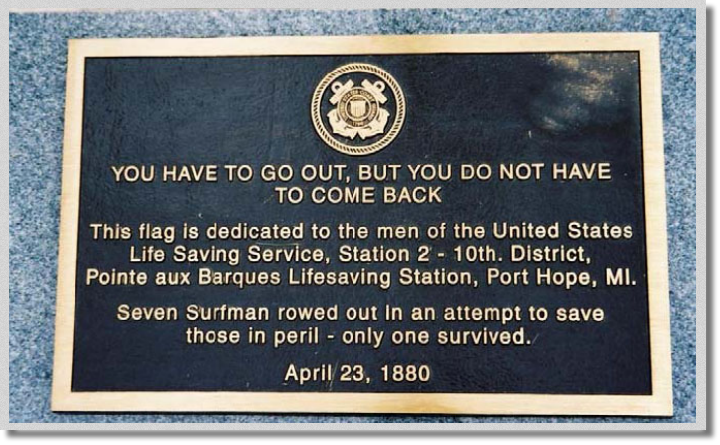 YOU HAVE TO GO OUT, BUT YOU DO NOT HAVE
TO COME BACK
This flag is dedicated to the men of the United States
Life Saving Service, Station 2 - 10th. District,
Pointe aux Barques Lifesaving Station, Port Hope, MI.
Seven Surfman rowed out in an attempt to save
those in peril - only one survived.
April 23, 1880